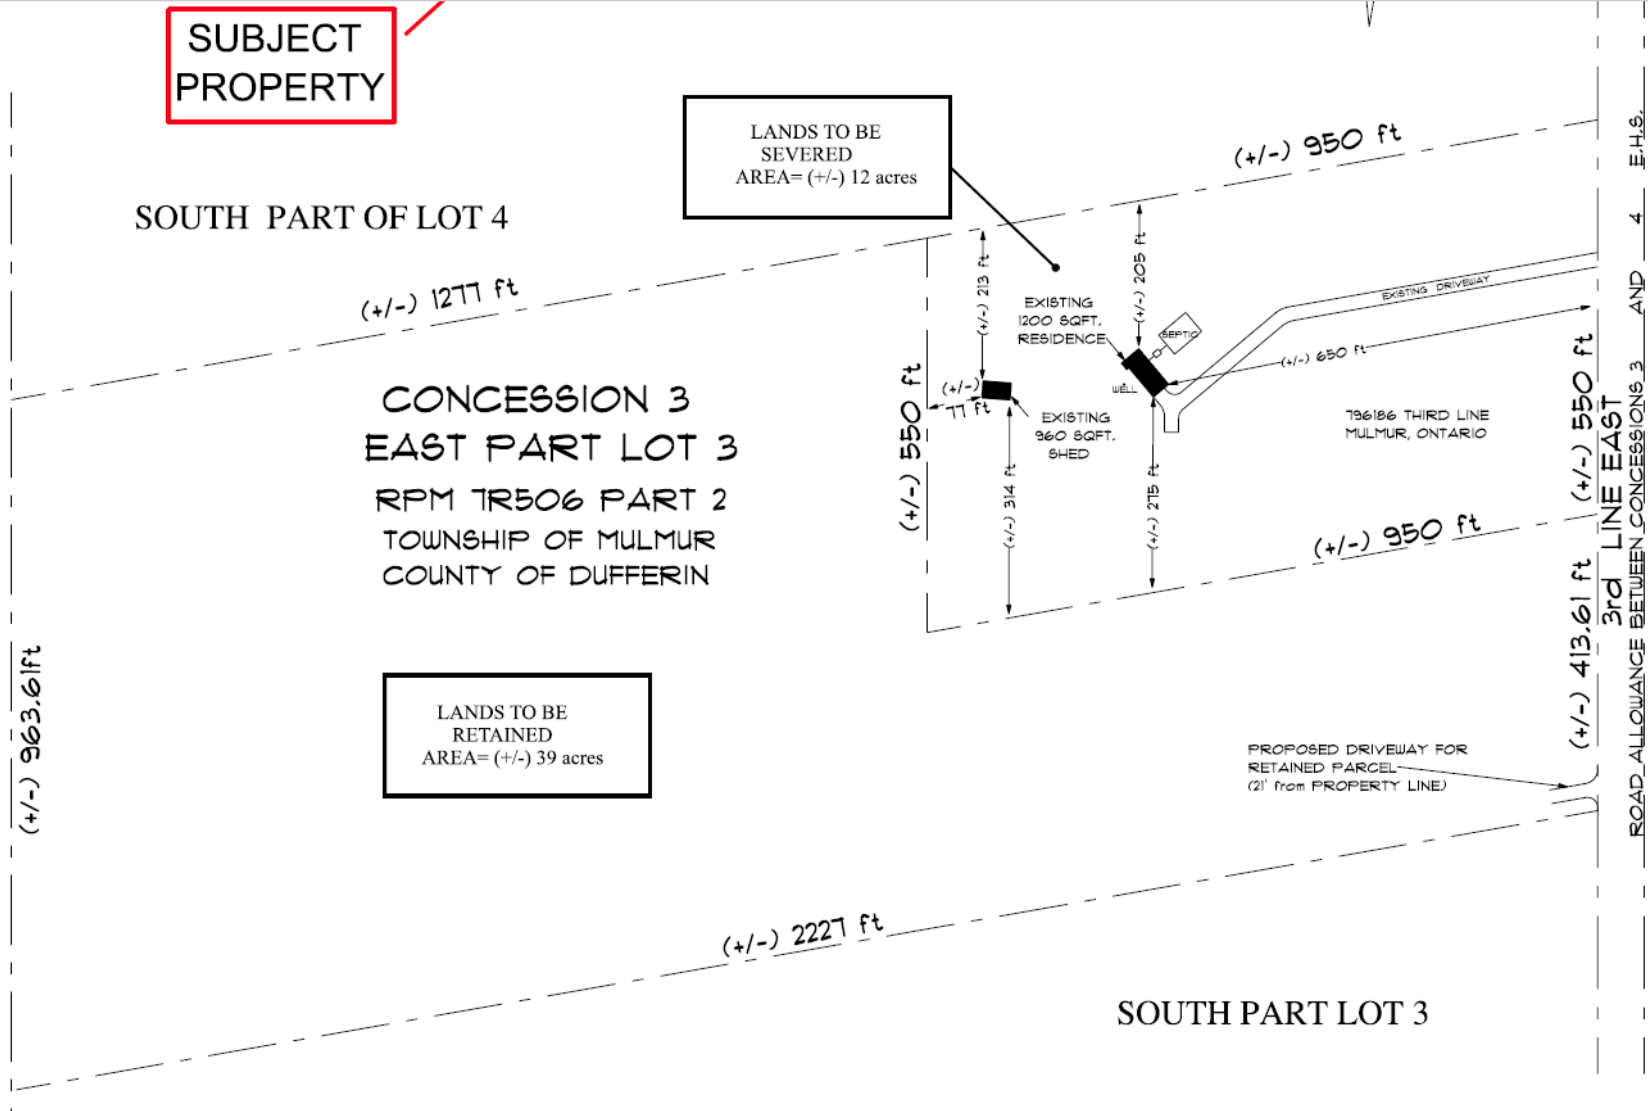 SUBJECT
PROPERTY
LANDS TO BE
SEVERED
AREA= (+/-) 12 acres
(+/-) 950 ft
SOUTH PART OF LOT 4
(+/-) 1277 ft
(+/-) 213 ft
(+/-) 205 ft
EXISTING
1200 SQFT.
RESIDENCE
SEPTIC
WELL
EXISTING DRIVEWAY
(+/-) 650 ft
(+/-)
77 ft
EXISTING
960 SQFT.
SHED
796186 THIRD LINE
MULMUR, ONTARIO
(+/-) 550 ft
(+/-) 550 ft
(+/-) 314 ft
(+/-) 275 ft
(+/-) 950 ft
CONCESSION 3
EAST PART LOT 3
RPM 7R506 PART 2
TOWNSHIP OF MULMUR
COUNTY OF DUFFERIN
(+/-) 413.61 ft
3rd LINE EAST
ROAD ALLOWANCE BETWEEN CONCESSIONS 3 AND 4 E.H.S.
(+/-) 963.61ft
LANDS TO BE
RETAINED
AREA= (+/-) 39 acres
PROPOSED DRIVEWAY FOR
RETAINED PARCEL
(21' from PROPERTY LINE)
(+/-) 2227 ft
SOUTH PART LOT 3